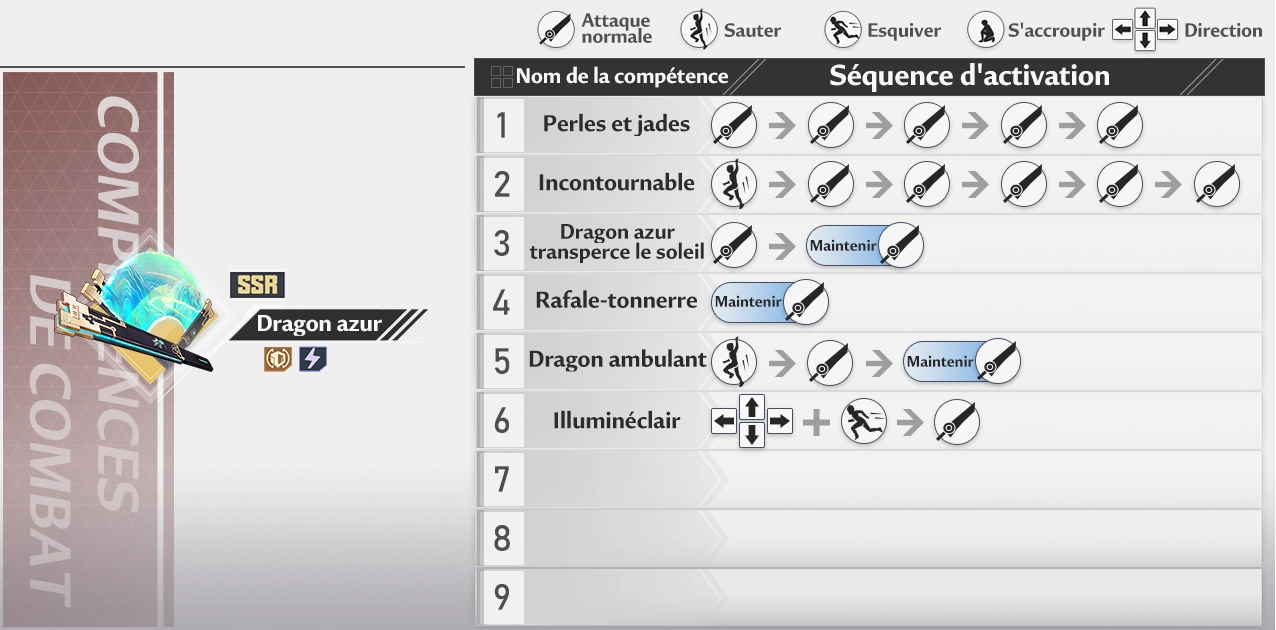 Attaque
normale
Sauter
Esquiver
S'accroupir
Direction
Nom de la compétence
Séquence d'activation
COMPÉTENCES
DE COMBAT
SSR
Dragon azur
1
Perles et jades
2
Incontournable
3
Dragon azur
transperce le soleil
Maintenir
4
Rafale-tonnerre
Maintenir
5
Dragon ambulant
Maintenir
6
Illuminéclair
7
8
9